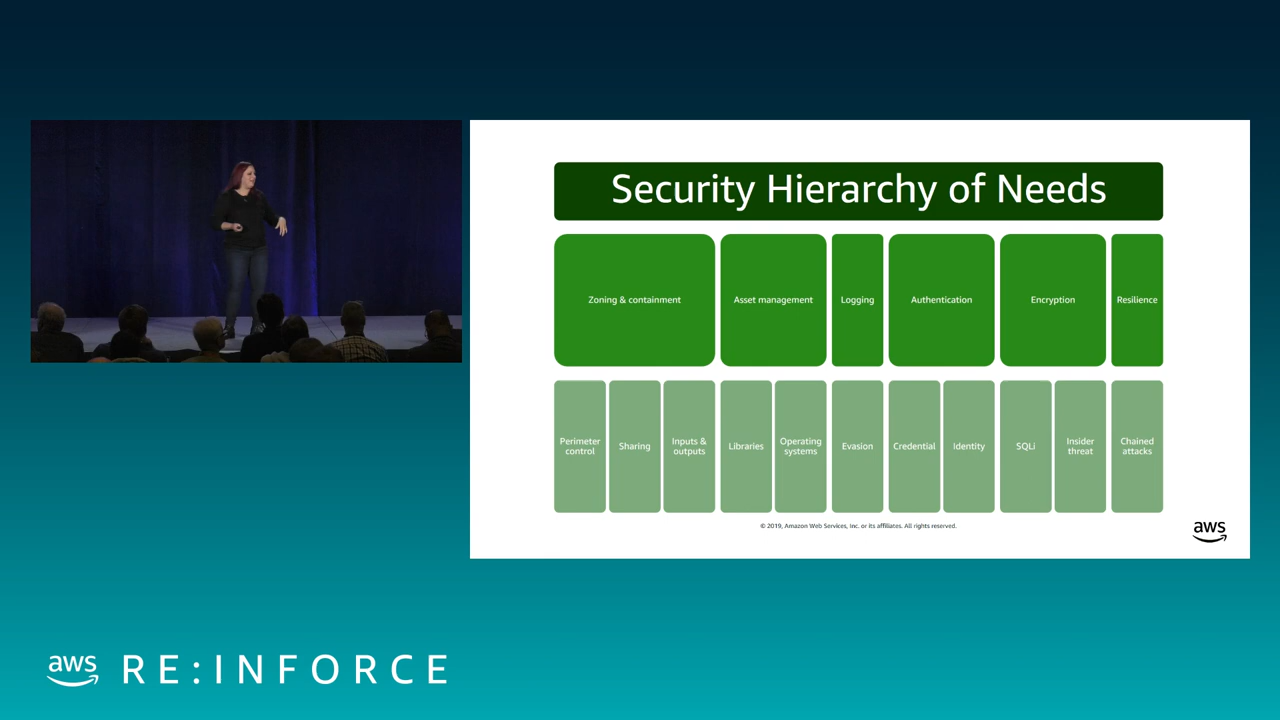 Security Hierarchy of Needs
Zoning & containment
Asset management
Logging
Authentication
Encryption
Resilience
Perimeter
control
Sharing
Inputs &
outputs
Libraries
Operating
systems
Evasion
Credential
Identity
SQLi
Insider
threat
Chained
attacks
© 2019, Amazon Web Services, Inc. or its affiliates. All rights reserved.
aws
aws RE:INFORCE